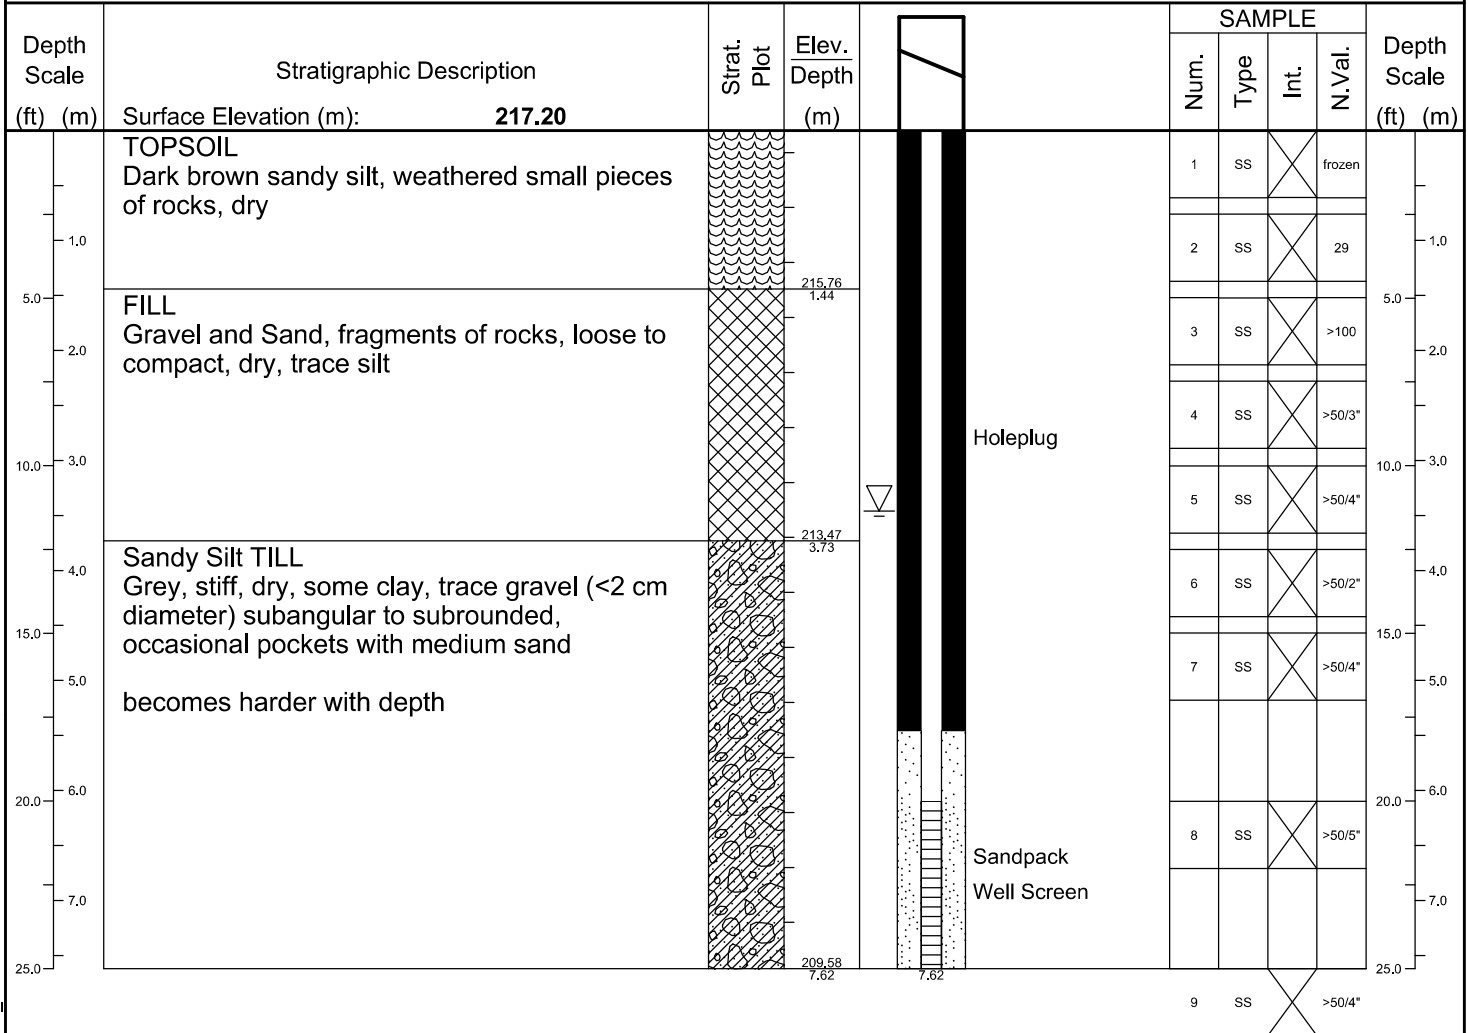 SAMPLE
Depth Scale
Stratigraphic Description
Strat. Plot
Elev. Depth
Num.
Type
Int.
N.Val.
Depth Scale
(ft) (m)
Surface Elevation (m): 217.20
(m)
(ft) (m)
TOPSOIL
Dark brown sandy silt, weathered small pieces
of rocks, dry
1 SS frozen
1.0
2 SS 29
1.0
215.76
1.44
5.0
5.0
FILL
Gravel and Sand, fragments of rocks, loose to
compact, dry, trace silt
3 SS >100
2.0
2.0
4 SS >50/3"
Holeplug
10.0
3.0
10.0
3.0
5 SS >50/4"
213.47
3.73
Sandy Silt TILL
Grey, stiff, dry, some clay, trace gravel (<2 cm
diameter) subangular to subrounded,
occasional pockets with medium sand
4.0
6 SS >50/2"
4.0
15.0
15.0
7 SS >50/4"
5.0
5.0
becomes harder with depth
6.0
6.0
20.0
20.0
8 SS >50/5"
Sandpack
Well Screen
7.0
7.0
25.0
209.58
7.62
7.62
25.0
9 SS >50/4"